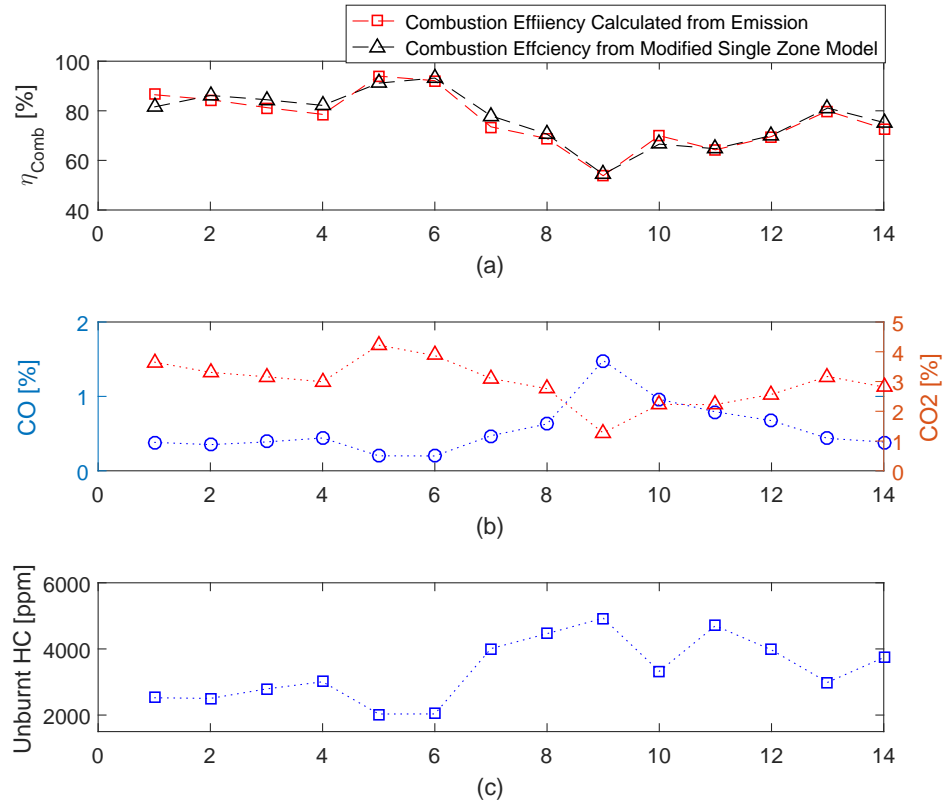 Combustion Effiiency Calculated from Emission
Combustion Effciency from Modified Single Zone Model
100
80
60
40
η_Comb [%]
0 2 4 6 8 10 12 14
(a)
2
1
0
CO [%]
5
4
3
2
1
0
CO2 [%]
0 2 4 6 8 10 12 14
(b)
6000
4000
2000
Unburnt HC [ppm]
0 2 4 6 8 10 12 14
(c)